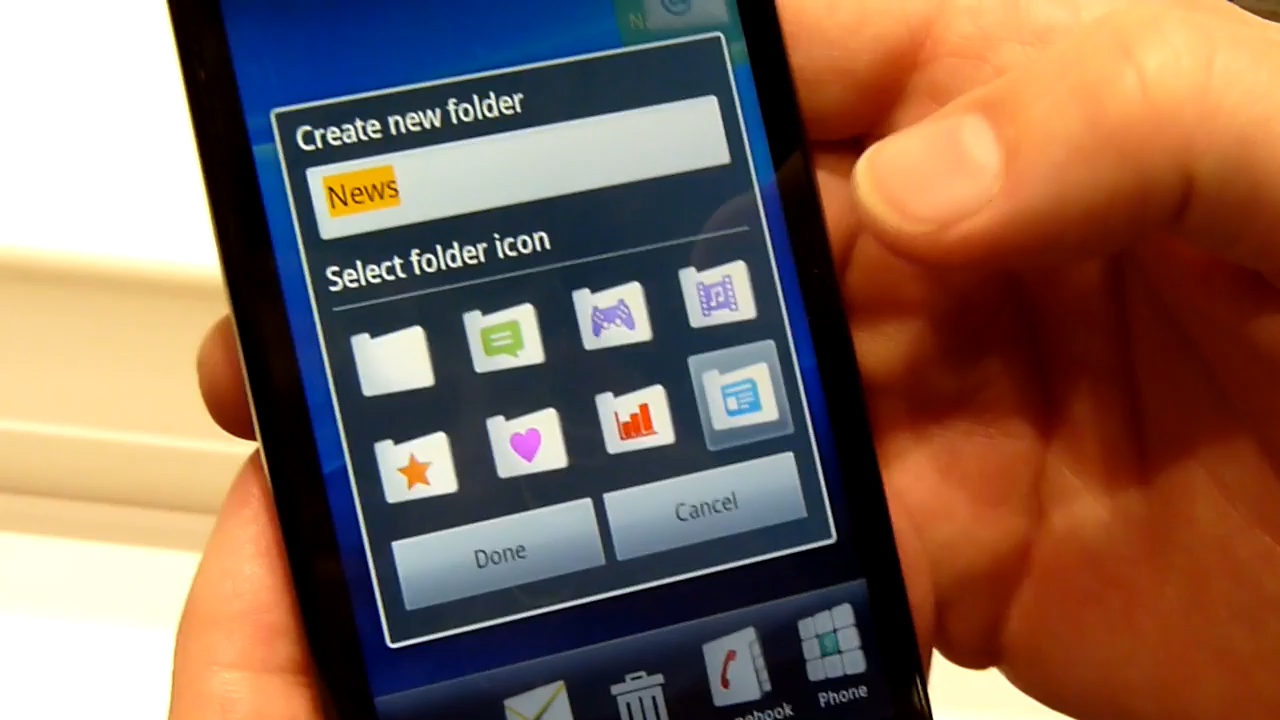 Create new folder
News
Select folder icon
Done
Cancel
Phone